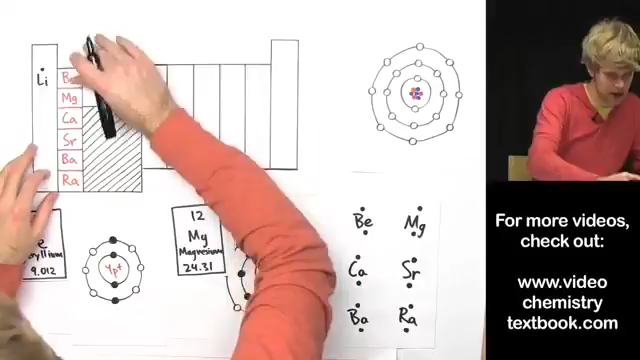 Li
Mg
Ca
Sr
Ba
Ra
9.012
4p+
12
Mg
Magnesium
24.31
Be Mg
Ca Sr
Ba Ra
For more videos,
check out:
www.video
chemistry
textbook.com